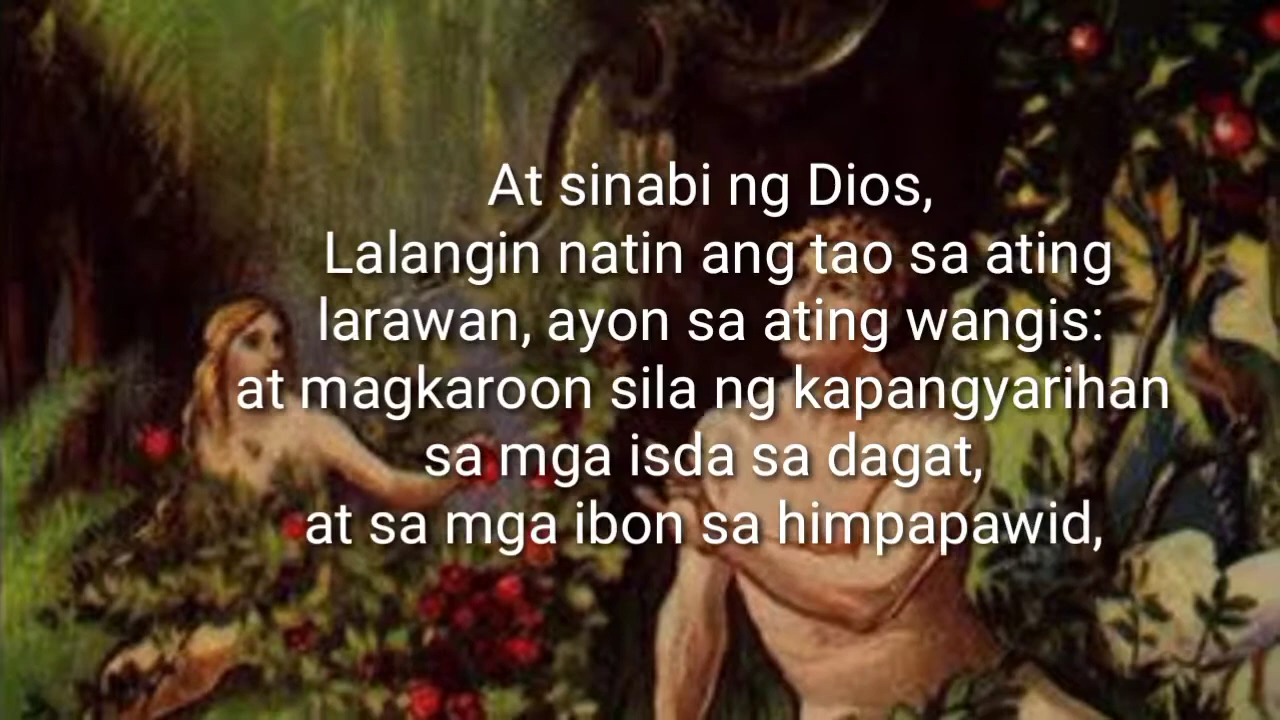 At sinabi ng Dios,
Lalangin natin ang tao sa ating
larawan, ayon sa ating wangis:
at magkaroon sila ng kapangyarihan
sa mga isda sa dagat,
at sa mga ibon sa himpapawid,